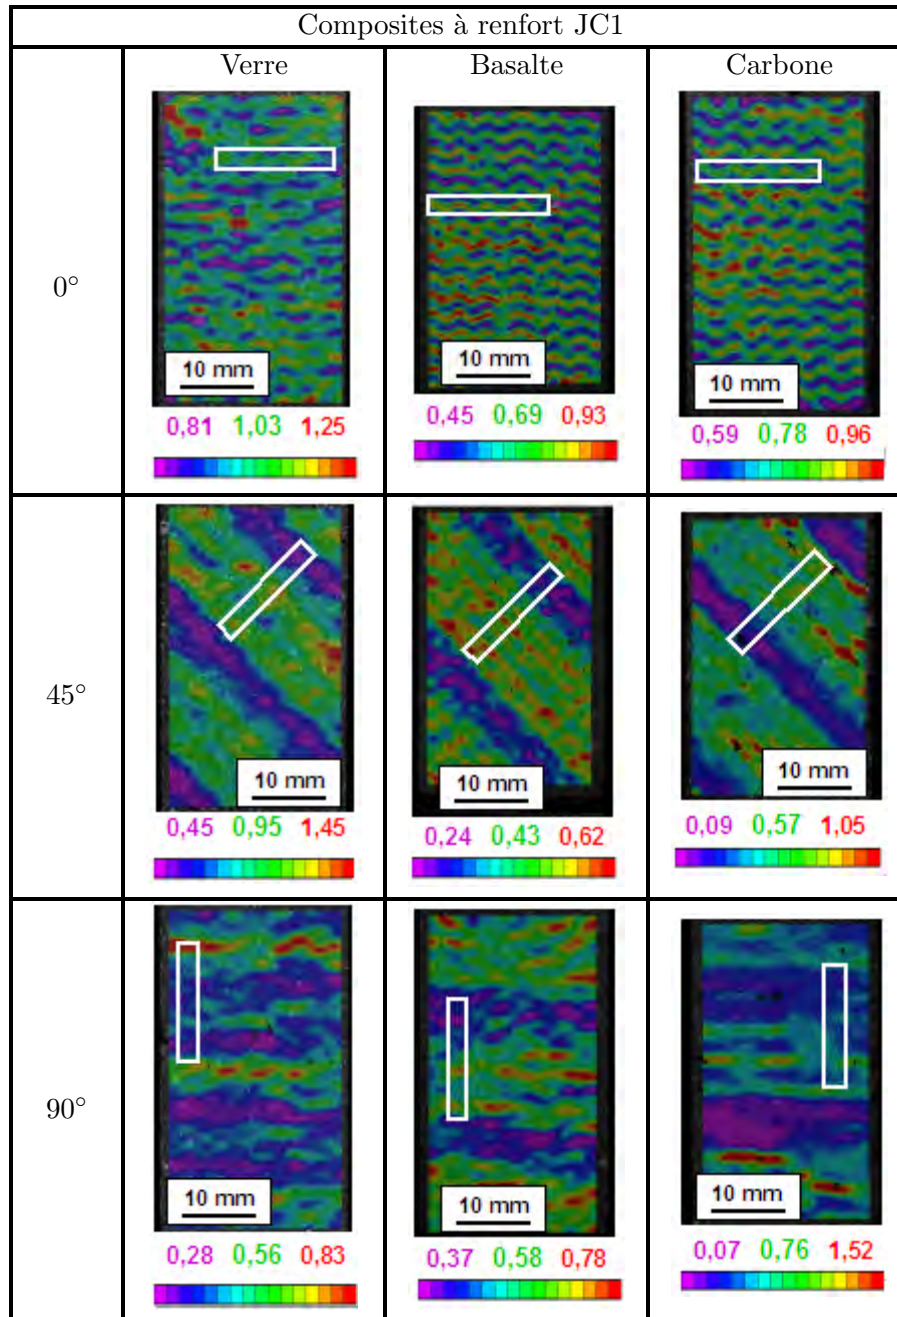 Composites à renfort JC1
Verre Basalte Carbone
0°
10 mm 10 mm 10 mm
0,81 1,03 1,25 0,45 0,69 0,93 0,59 0,78 0,96
45°
10 mm 10 mm 10 mm
0,45 0,95 1,45 0,24 0,43 0,62 0,09 0,57 1,05
90°
10 mm 10 mm 10 mm
0,28 0,56 0,83 0,37 0,58 0,78 0,07 0,76 1,52